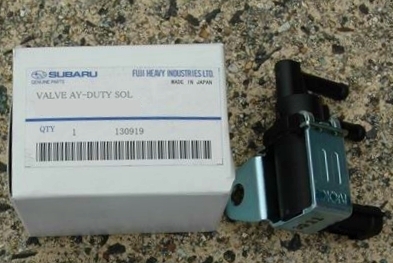 SUBARU FUJI HEAVY INDUSTRIES LTD.
GENUINE PARTS MADE IN JAPAN
VALVE AY-DUTY SOL
QTY 1 130919